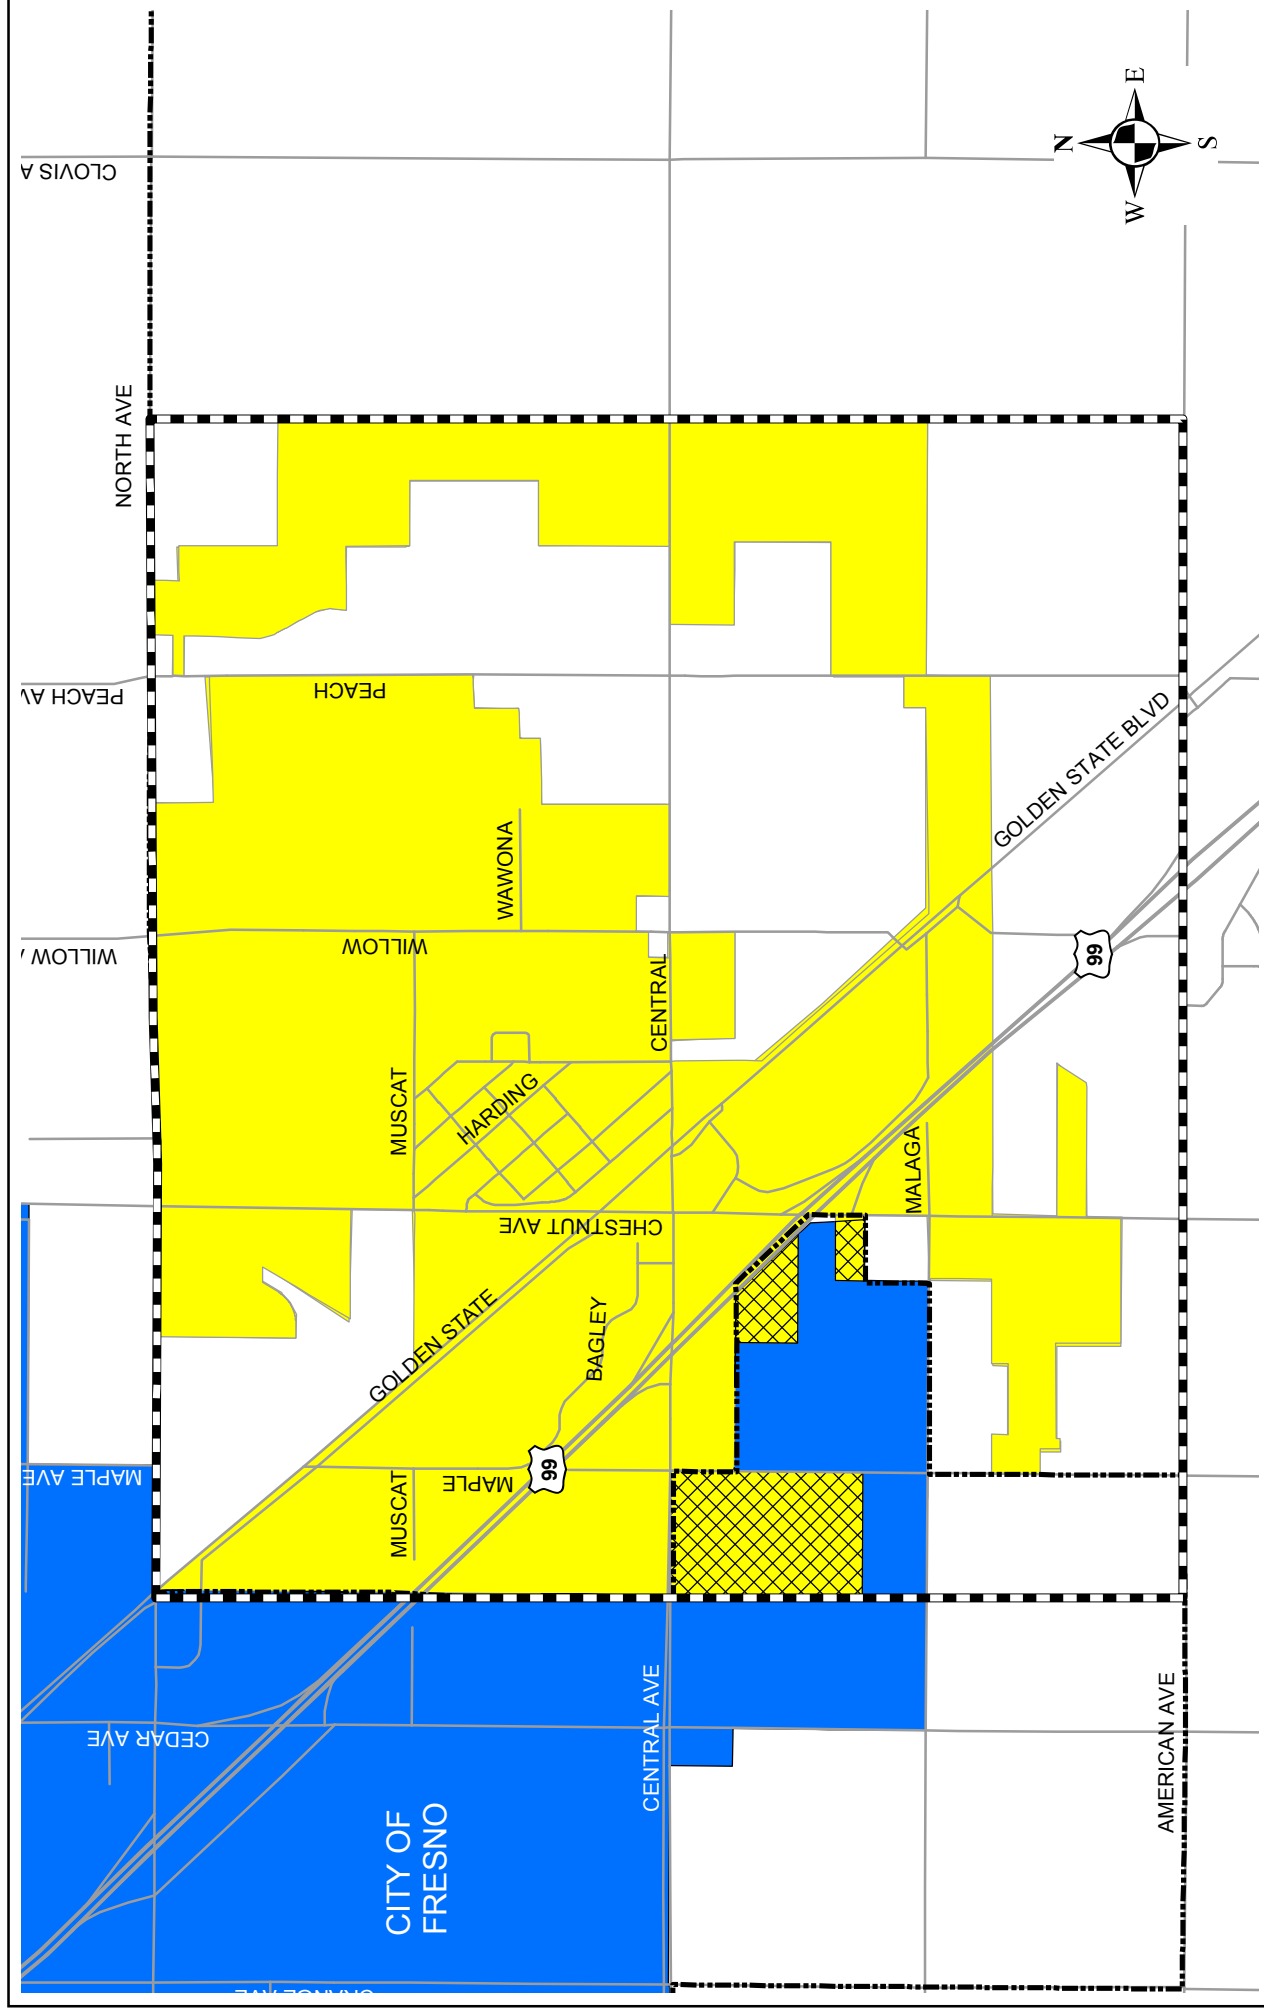 CLOVIS A
N
E
W
S
NORTH AVE
PEACH AV
PEACH
GOLDEN STATE BLVD
WAWONA
WILLOW
WILLOW
CENTRAL
99
MUSCAT
HARDING
MALAGA
CHESTNUT AVE
BAGLEY
GOLDEN STATE
MAPLE AVE
MAPLE
99
MUSCAT
CEDAR AVE
CENTRAL AVE
AMERICAN AVE
CITY OF
FRESNO